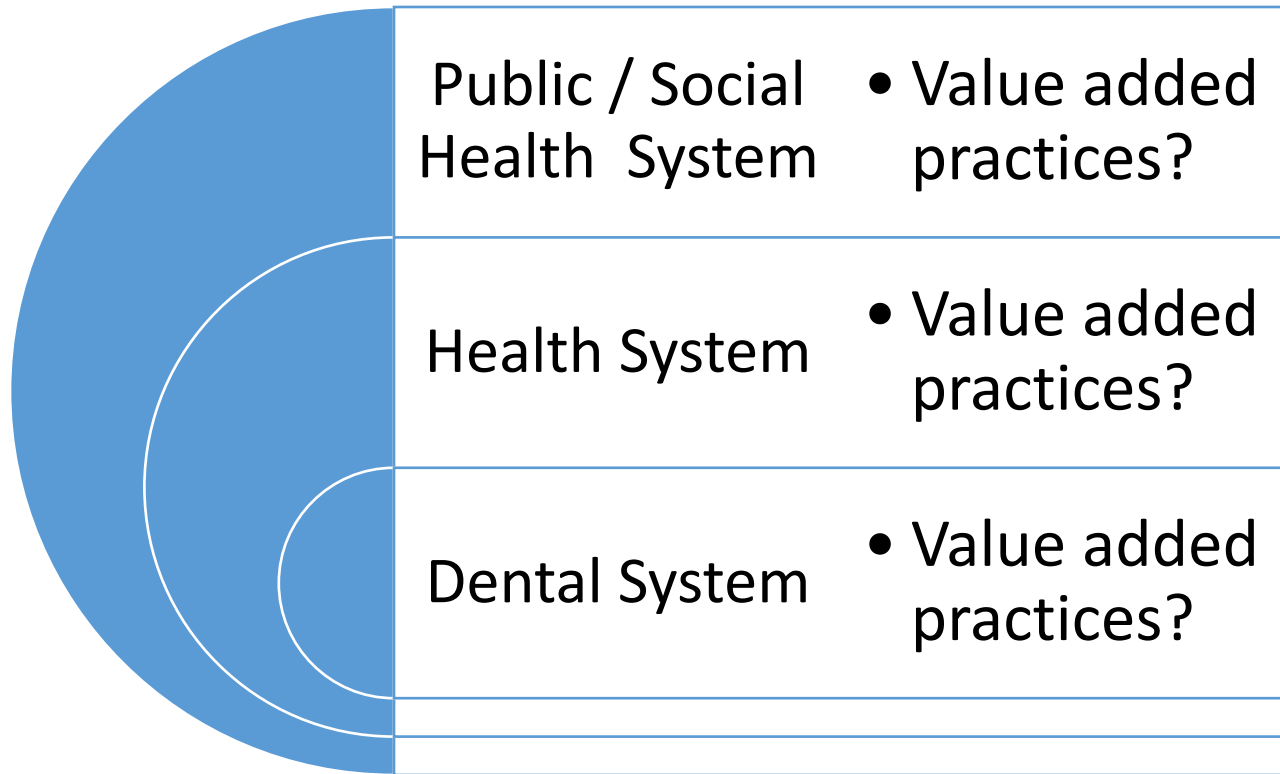 Public / Social
Health  System
• Value added
practices?
Health System
• Value added
practices?
Dental System
• Value added
practices?